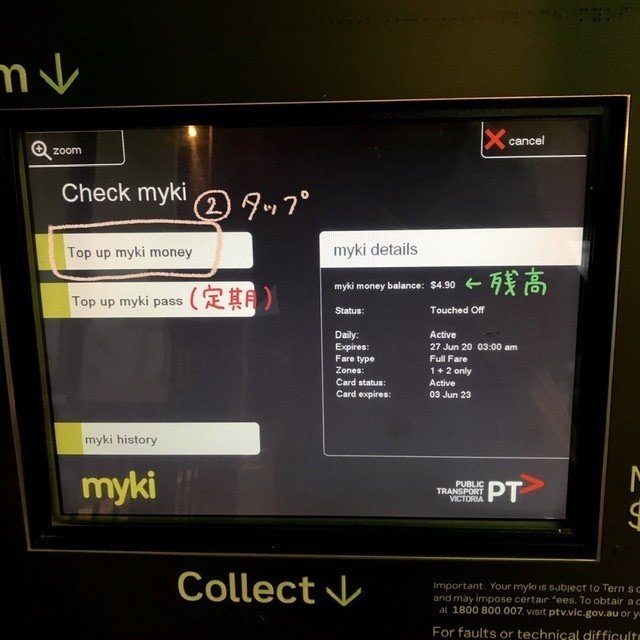 m ↓
zoom
cancel
Check myki
② タップ
Top up myki money
Top up myki pass (定期)
myki history
myki details
myki money balance: $4.90 ← 残高
Status: Touched Off
Daily: Active
Expires: 27 Jun 20 03:00 am
Fare type Full Fare
Zones: 1 + 2 only
Card status: Active
Card expires: 03 Jun 23
myki
PUBLIC
TRANSPORT
VICTORIA
PT
Collect ↓
Important. Your myki is subject to Terms
and may impose certain fees. To obtain a
at 1800 800 007, visit ptv.vic.gov.au or
For faults or technical difficult
$